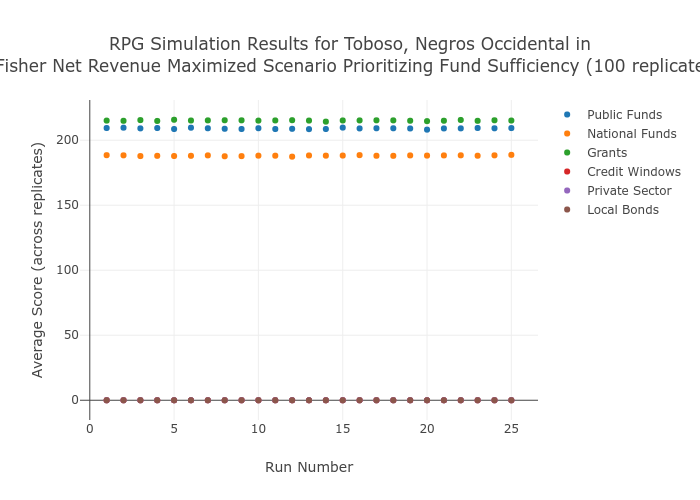 RPG Simulation Results for Toboso, Negros Occidental in
Fisher Net Revenue Maximized Scenario Prioritizing Fund Sufficiency (100 replicate
Average Score (across replicates)
200
150
100
50
0
0
5
10
15
20
25
Run Number
Public Funds
National Funds
Grants
Credit Windows
Private Sector
Local Bonds